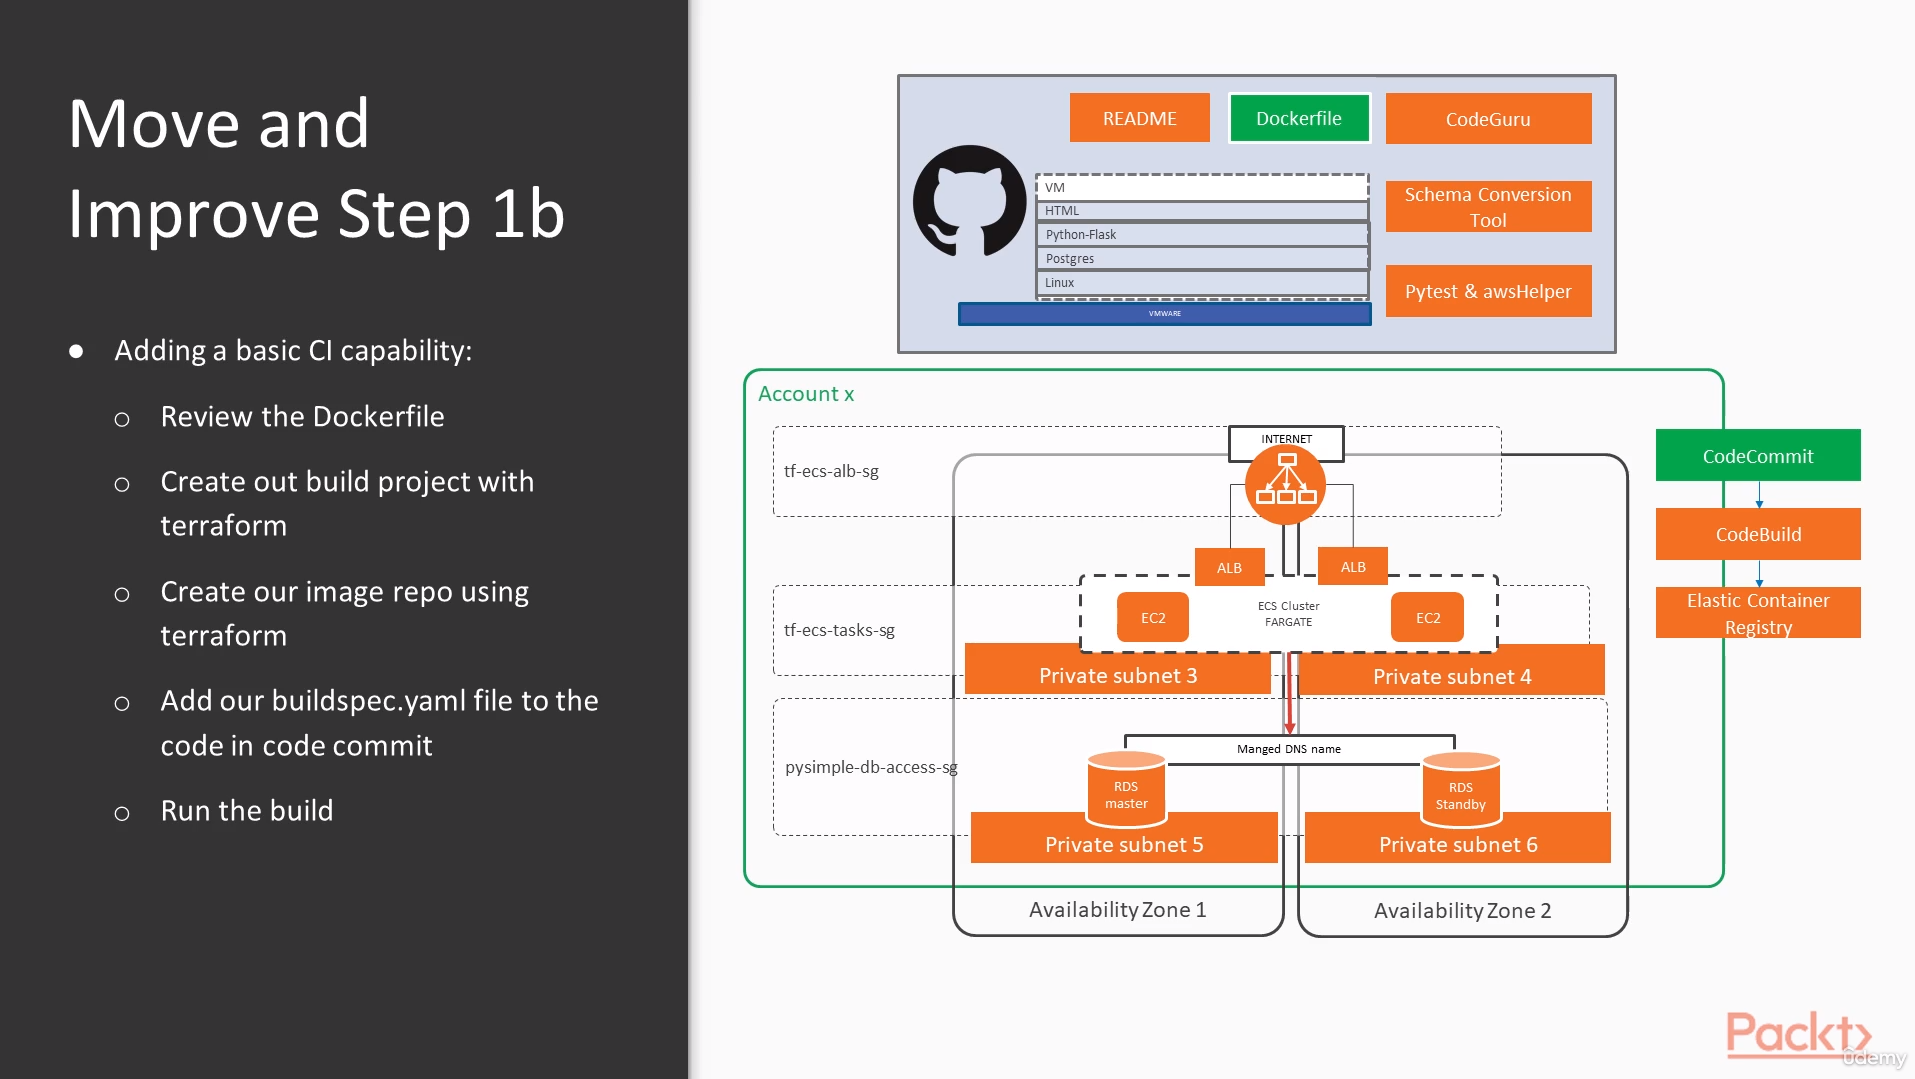 Move and
Improve Step 1b
● Adding a basic CI capability:
o Review the Dockerfile
o Create out build project with
terraform
o Create our image repo using
terraform
o Add our buildspec.yaml file to the
code in code commit
o Run the build
README
Dockerfile
CodeGuru
VM
HTML
Python-Flask
Postgres
Linux
VMWARE
Schema Conversion
Tool
Pytest & awsHelper
Account x
INTERNET
tf-ecs-alb-sg
ALB
ALB
EC2
ECS Cluster
FARGATE
EC2
tf-ecs-tasks-sg
Private subnet 3
Private subnet 4
Manged DNS name
pysimple-db-access-sg
RDS
master
RDS
Standby
Private subnet 5
Private subnet 6
Availability Zone 1
Availability Zone 2
CodeCommit
CodeBuild
Elastic Container
Registry
Packt>
ûdemy